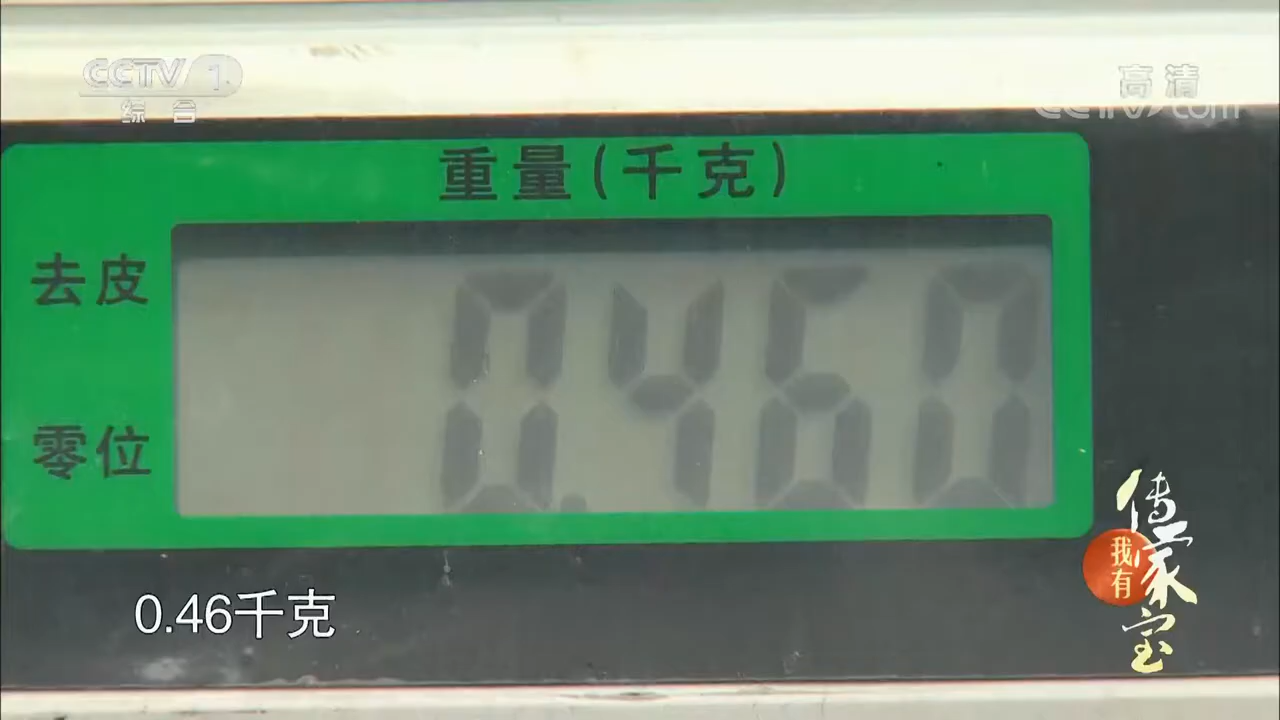 CCTV 1
综合
高清
CCTV.com
重量(千克)
去皮
0.460
零位
0.46千克
我有
传家宝